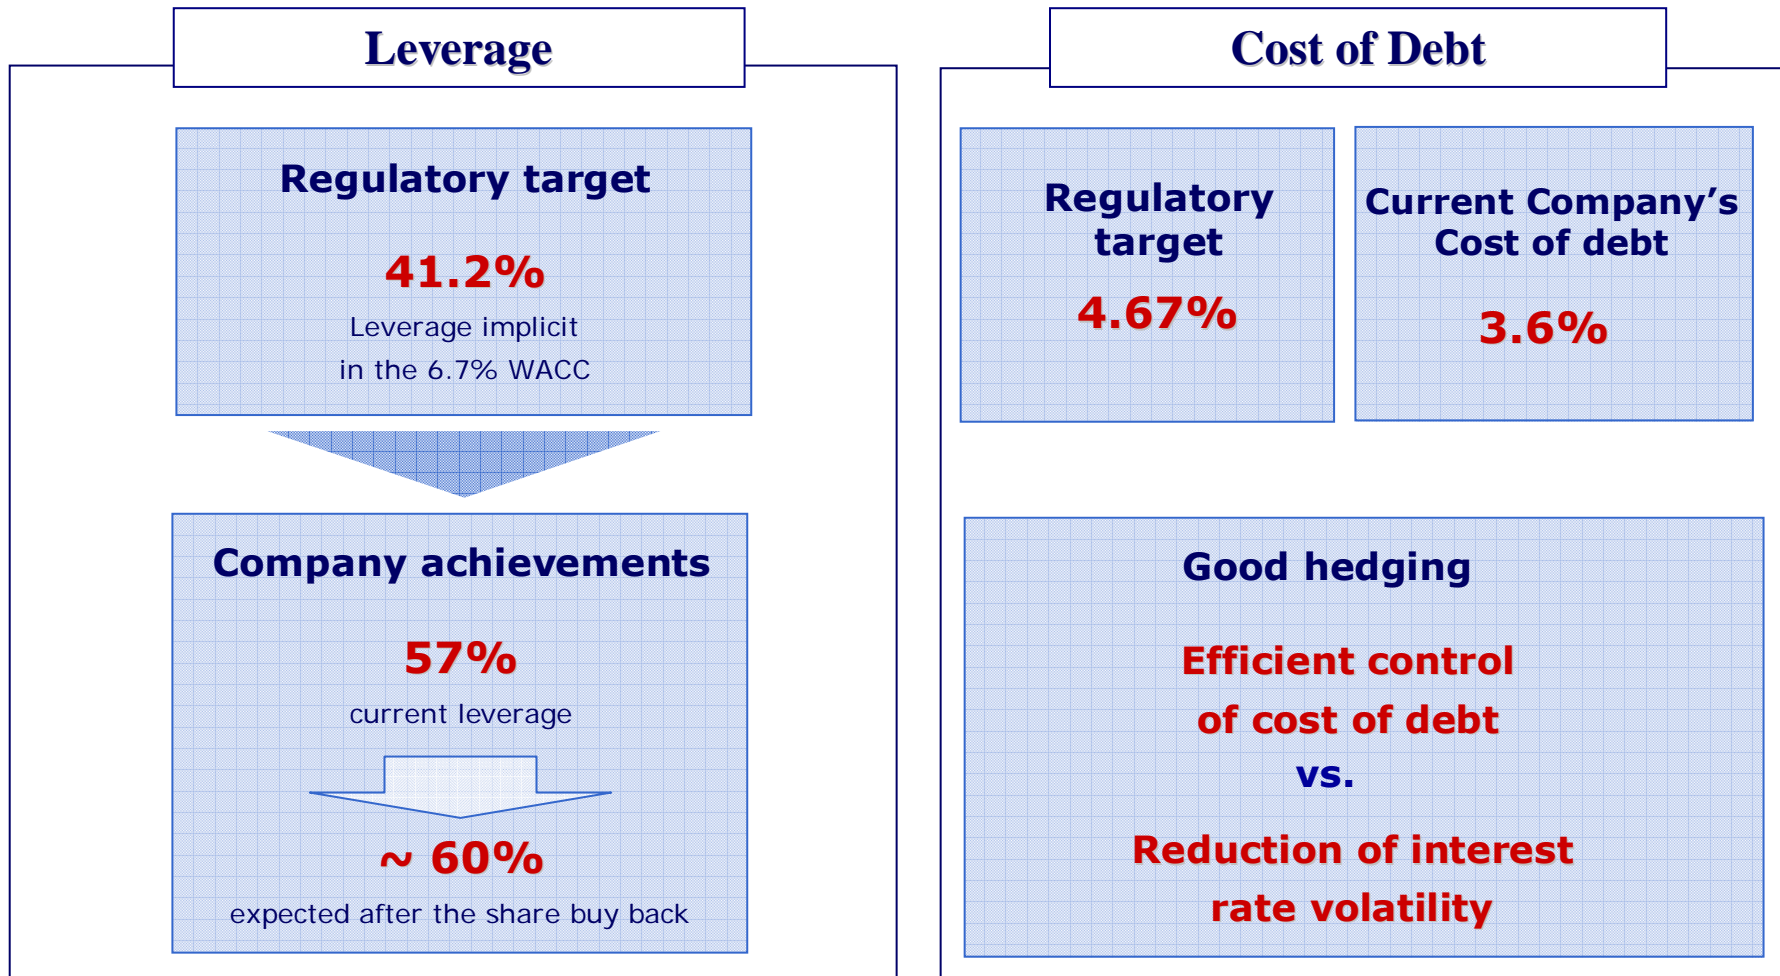 Leverage
Regulatory target
41.2%
Leverage implicit
in the 6.7% WACC
Company achievements
57%
current leverage
~ 60%
expected after the share buy back
Cost of Debt
Regulatory
target
4.67%
Current Company’s
Cost of debt
3.6%
Good hedging
Efficient control
of cost of debt
vs.
Reduction of interest
rate volatility